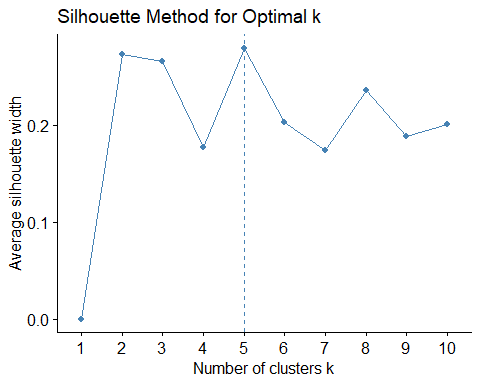 Silhouette Method for Optimal k
Average silhouette width
0.2
0.1
0.0
1 2 3 4 5 6 7 8 9 10
Number of clusters k